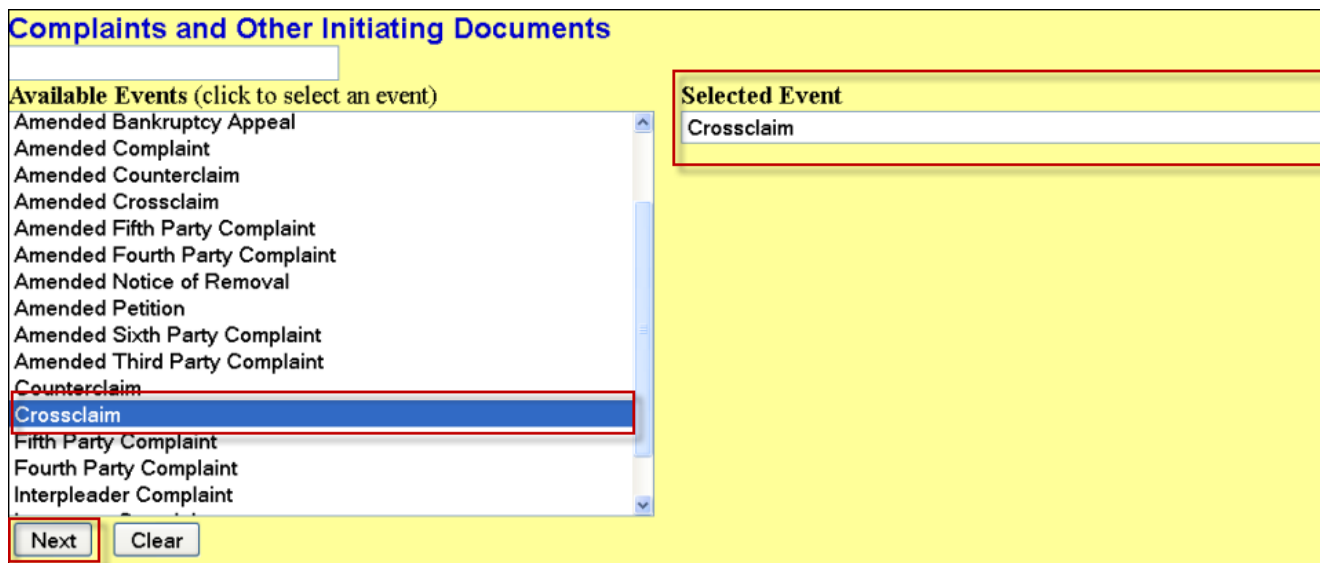 Complaints and Other Initiating Documents
Available Events (click to select an event)
Amended Bankruptcy Appeal
Amended Complaint
Amended Counterclaim
Amended Crossclaim
Amended Fifth Party Complaint
Amended Fourth Party Complaint
Amended Notice of Removal
Amended Petition
Amended Sixth Party Complaint
Amended Third Party Complaint
Counterclaim
Crossclaim
Fifth Party Complaint
Fourth Party Complaint
Interpleader Complaint
Next Clear
Selected Event
Crossclaim